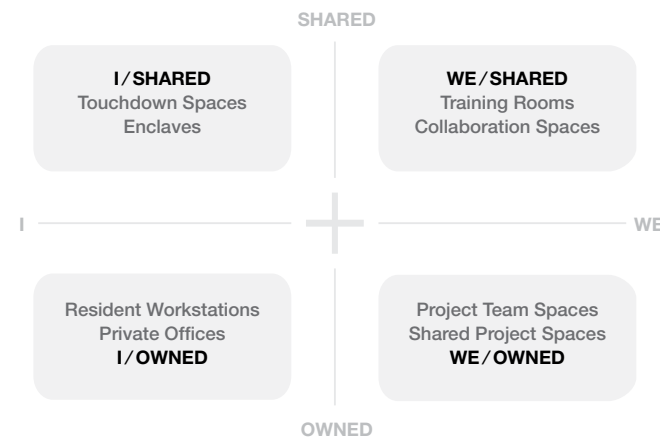 SHARED
I/SHARED
Touchdown Spaces
Enclaves
WE/SHARED
Training Rooms
Collaboration Spaces
I
WE
Resident Workstations
Private Offices
I/OWNED
Project Team Spaces
Shared Project Spaces
WE/OWNED
OWNED